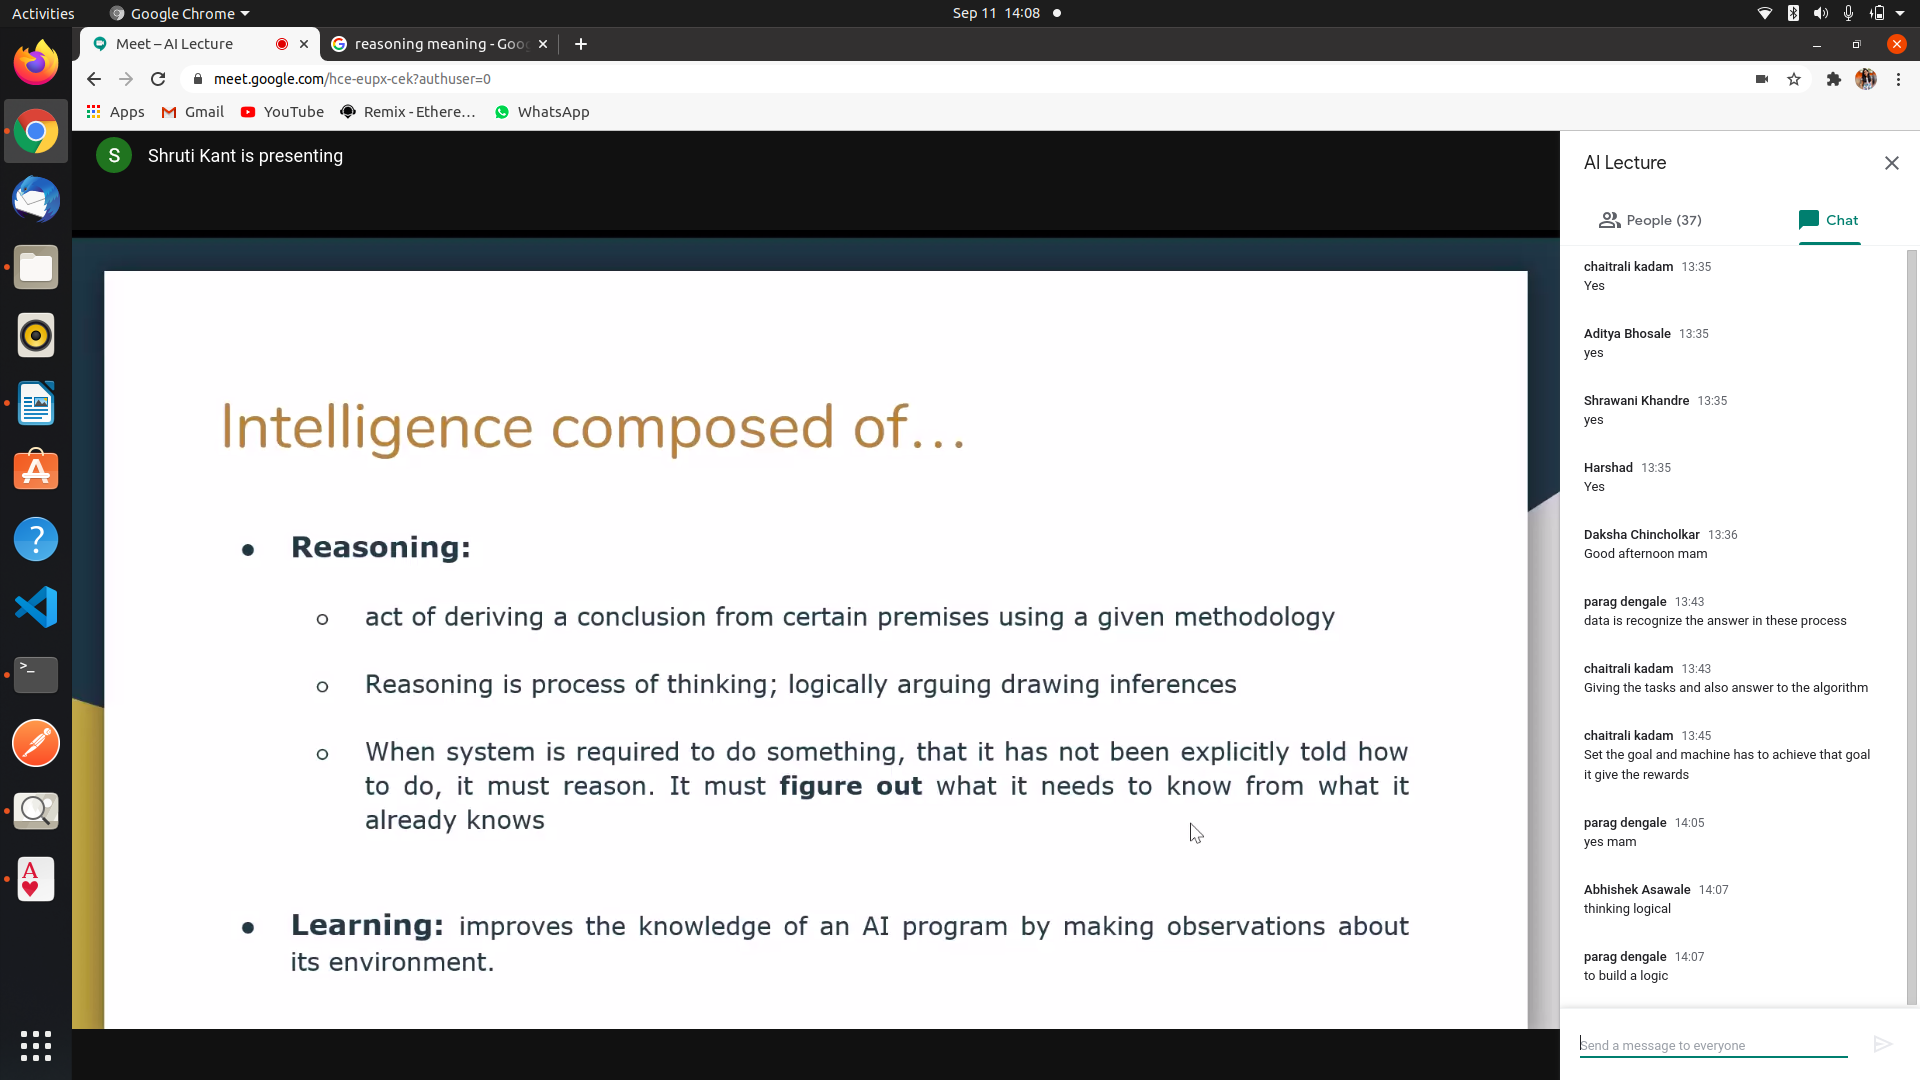 Activities
Google Chrome
Sep 11 14:08
Meet – AI Lecture
reasoning meaning - Goo
meet.google.com/hce-eupx-cek?authuser=0
Apps
Gmail
YouTube
Remix - Ethere…
WhatsApp
S
Shruti Kant is presenting
Intelligence composed of…
Reasoning:
act of deriving a conclusion from certain premises using a given methodology
Reasoning is process of thinking; logically arguing drawing inferences
When system is required to do something, that it has not been explicitly told how
to do, it must reason. It must figure out what it needs to know from what it
already knows
Learning: improves the knowledge of an AI program by making observations about
its environment.
AI Lecture
People (37)
Chat
chaitrali kadam 13:35
Yes
Aditya Bhosale 13:35
yes
Shrawani Khandre 13:35
yes
Harshad 13:35
Yes
Daksha Chincholkar 13:36
Good afternoon mam
parag dengale 13:43
data is recognize the answer in these process
chaitrali kadam 13:43
Giving the tasks and also answer to the algorithm
chaitrali kadam 13:45
Set the goal and machine has to achieve that goal
it give the rewards
parag dengale 14:05
yes mam
Abhishek Asawale 14:07
thinking logical
parag dengale 14:07
to build a logic
Send a message to everyone